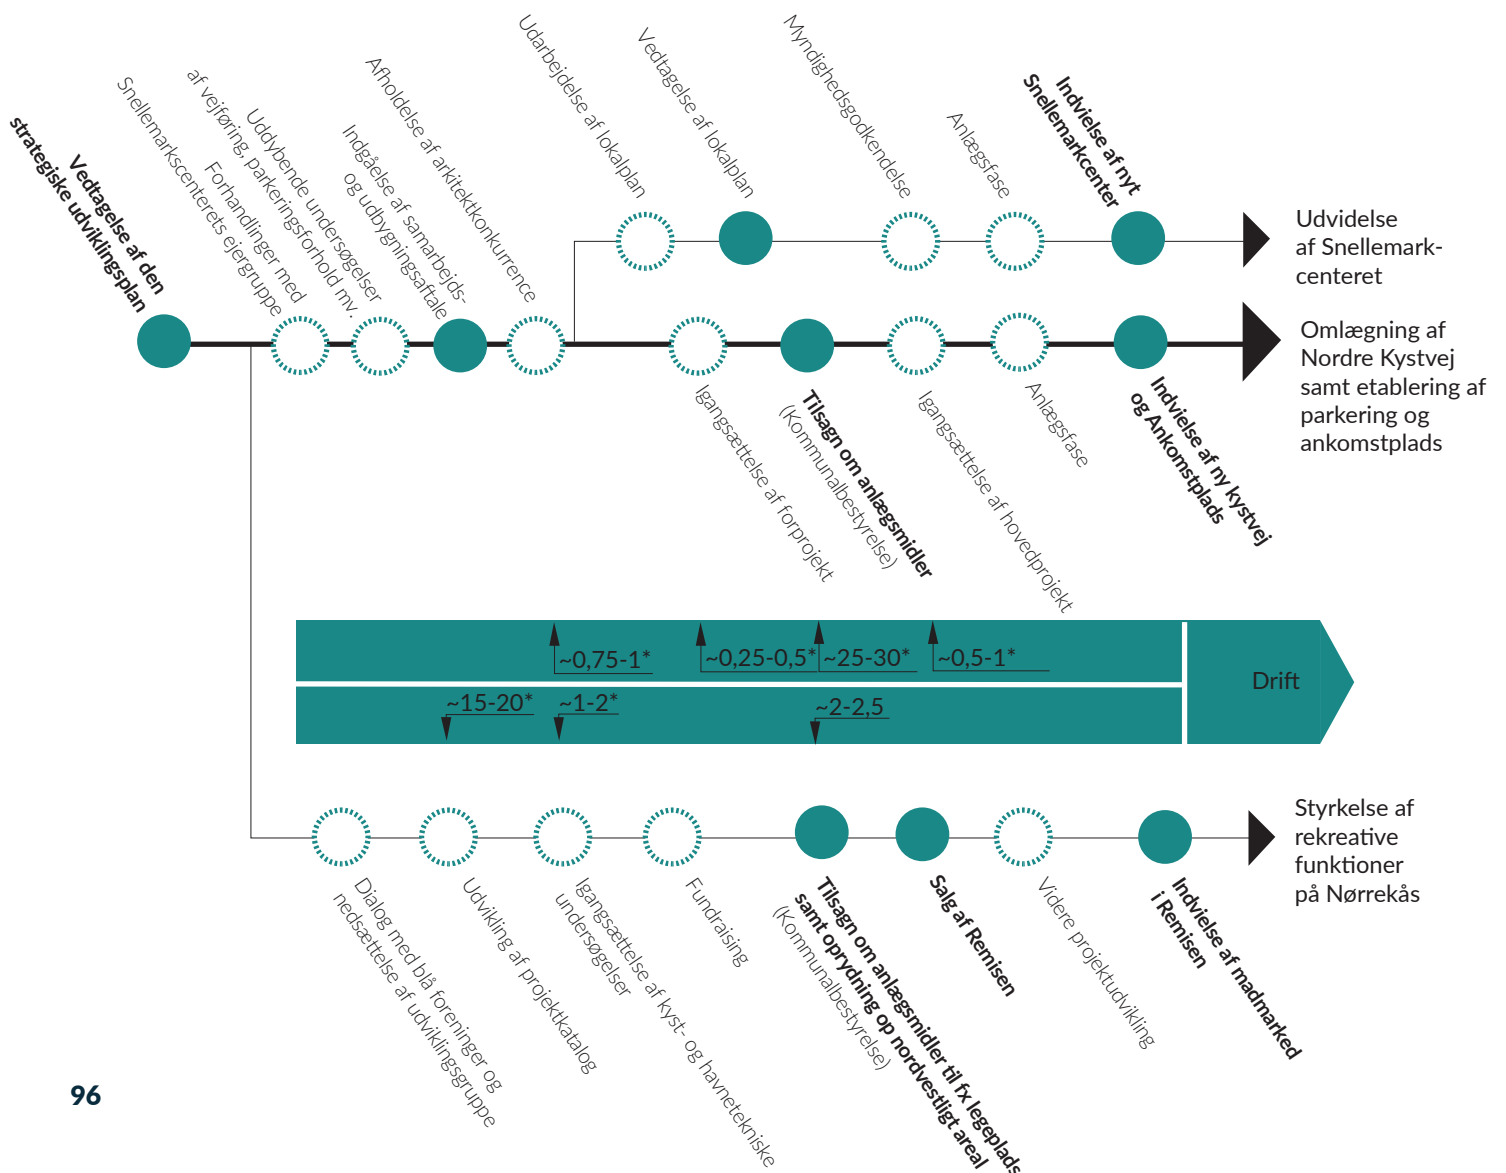 Vedtagelse af den
strategiske udviklingsplan
Forhandlinger med
Snellemarkscenterets ejergruppe
Uddybende undersøgelser
af vejføring, parkeringsforhold mv.
Indgåelse af samarbejds-
og udbygningsaftale
Afholdelse af arkitektkonkurrence
Udarbejdelse af lokalplan
Vedtagelse af lokalplan
Myndighedsgodkendelse
Anlægsfase
Indvielse af nyt
Snellemarkcenter
Udvidelse
af Snellemark-
centeret
Igangsættelse af forprojekt
Tilsagn om anlægsmidler
(Kommunalbestyrelse)
Igangsættelse af hovedprojekt
Anlægsfase
Indvielse af ny kystvej
og Ankomstplads
Omlægning af
Nordre Kystvej
samt etablering af
parkering og
ankomstplads
~0,75-1*
~0,25-0,5*
~25-30*
~0,5-1*
~15-20*
~1-2*
~2-2,5
Drift
Dialog med blå foreninger og
nedsættelse af udviklingsgruppe
Udvikling af projektkatalog
Igangsættelse af kyst- og havnetekniske
undersøgelser
Fundraising
Tilsagn om anlægsmidler til fx legeplads
samt oprydning op nordvestligt areal
(Kommunalbestyrelse)
Salg af Remisen
Videre projektudvikling
Indvielse af madmarked
i Remisen
Styrkelse af
rekreative
funktioner
på Nørrekås
96